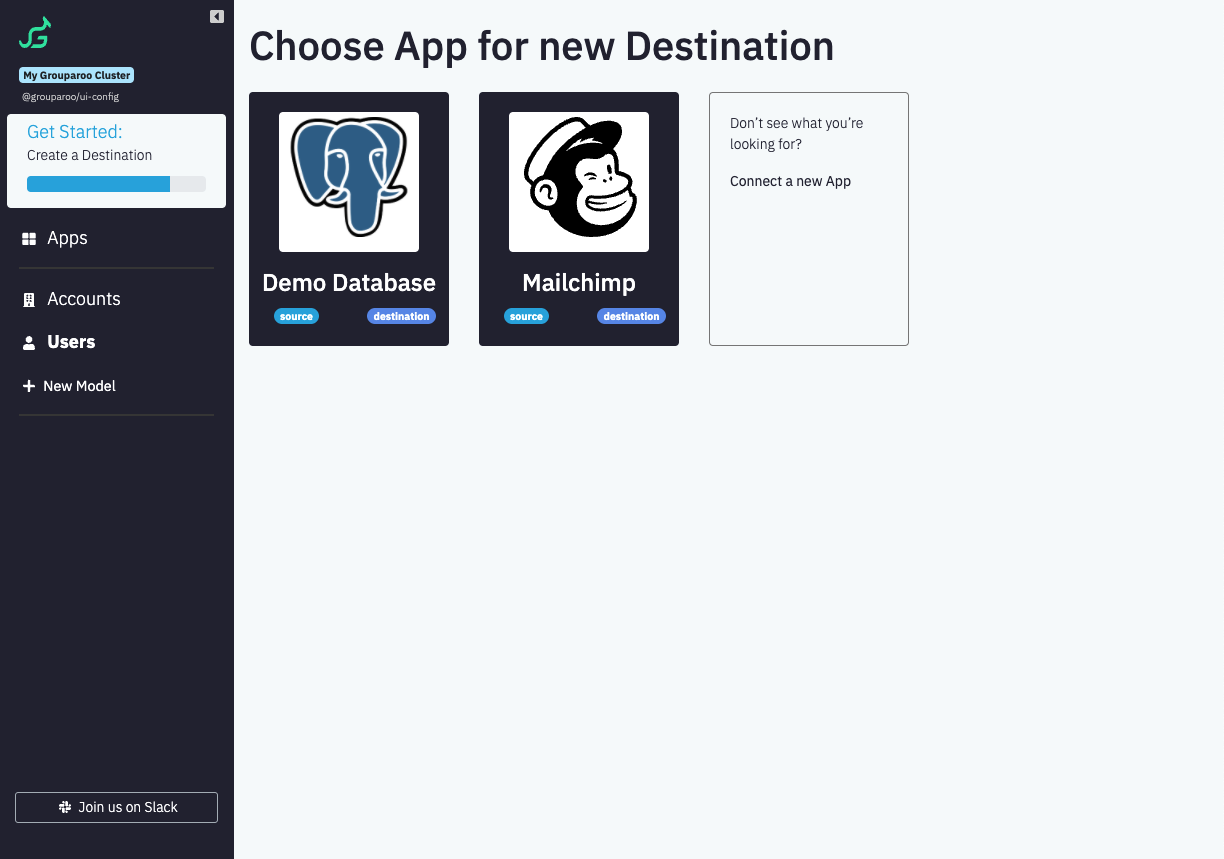 My Grouparoo Cluster
@grouparoo/ui-config
Get Started:
Create a Destination
Apps
Accounts
Users
New Model
Join us on Slack
Choose App for new Destination
Demo Database
source
destination
Mailchimp
source
destination
Don’t see what you’re
looking for?
Connect a new App